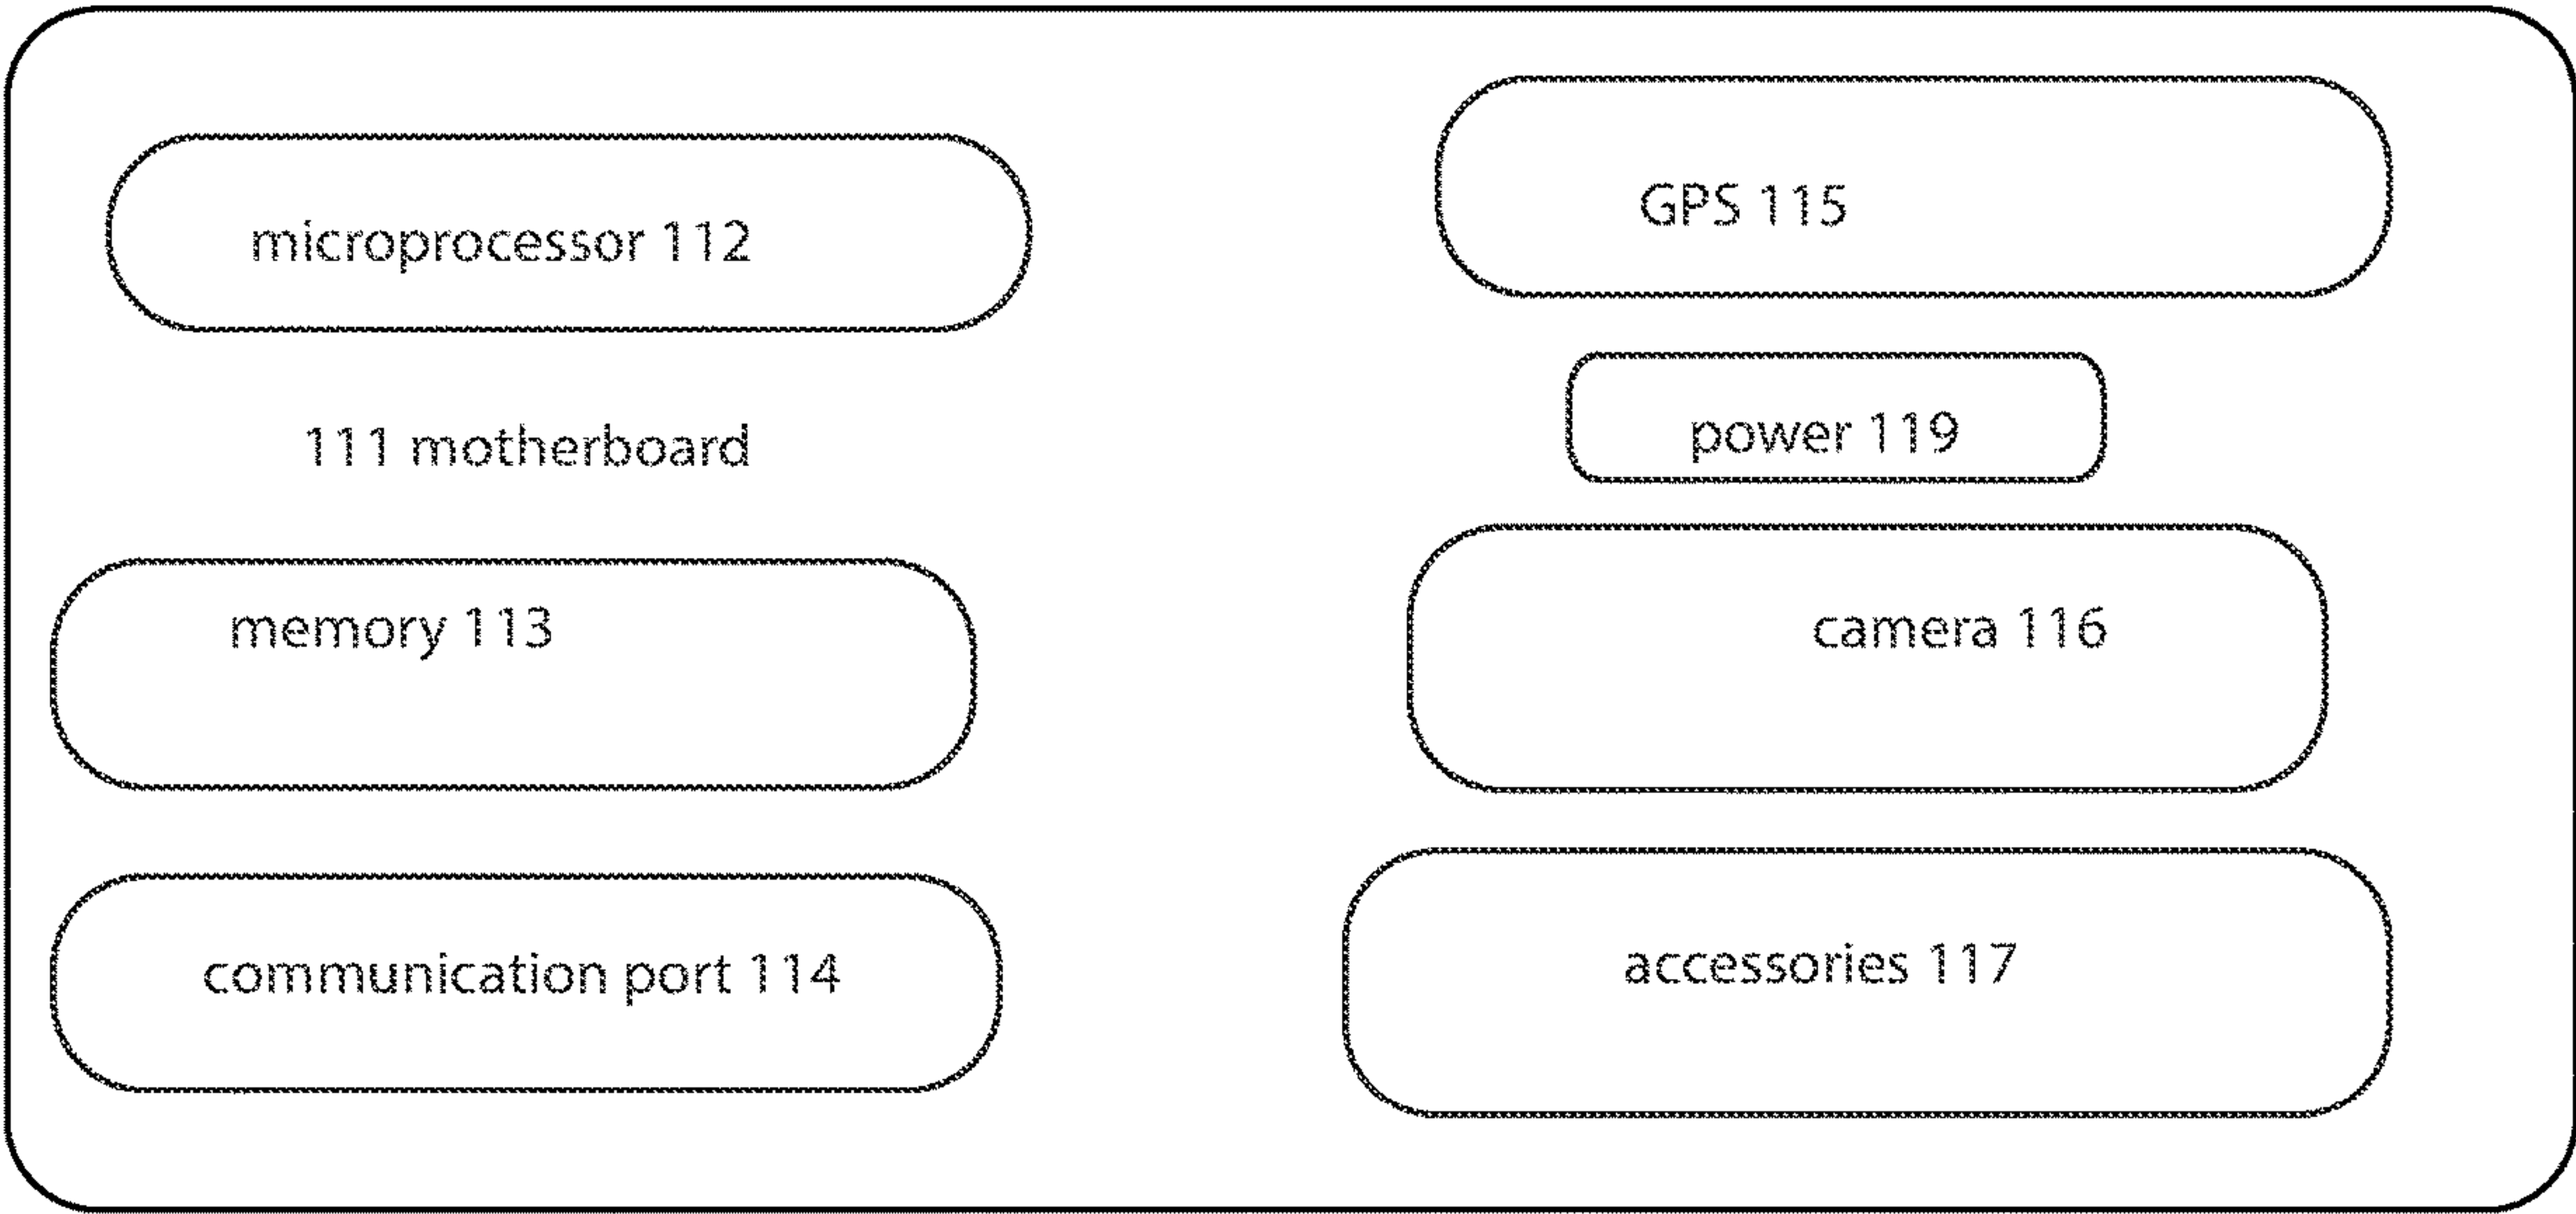 microprocessor 112
111 motherboard
memory 113
communication port 114
GPS 115
power 119
camera 116
accessories 117